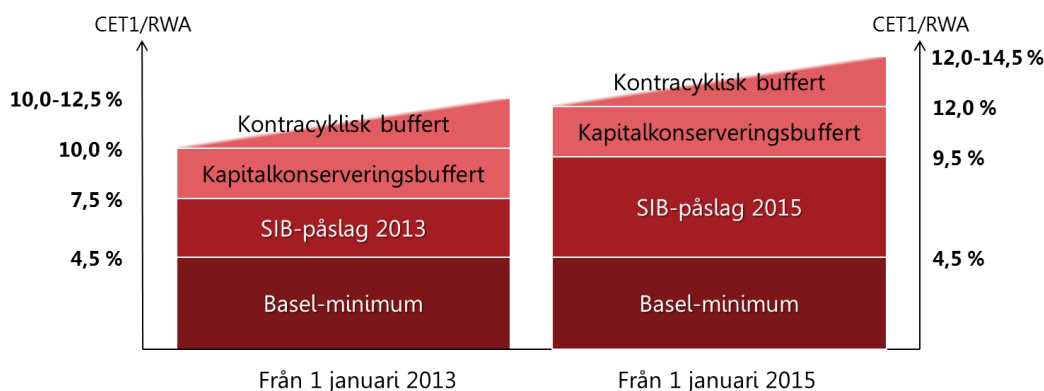 CET1/RWA
CET1/RWA
10,0-12,5 %
10,0 %
7,5 %
4,5 %
Kontracyklisk buffert
Kapitalkonserveringsbuffert
SIB-påslag 2013
Basel-minimum
Från 1 januari 2013
Kontracyklisk buffert
Kapitalkonserveringsbuffert
SIB-påslag 2015
Basel-minimum
Från 1 januari 2015
12,0-14,5 %
12,0 %
9,5 %
4,5 %